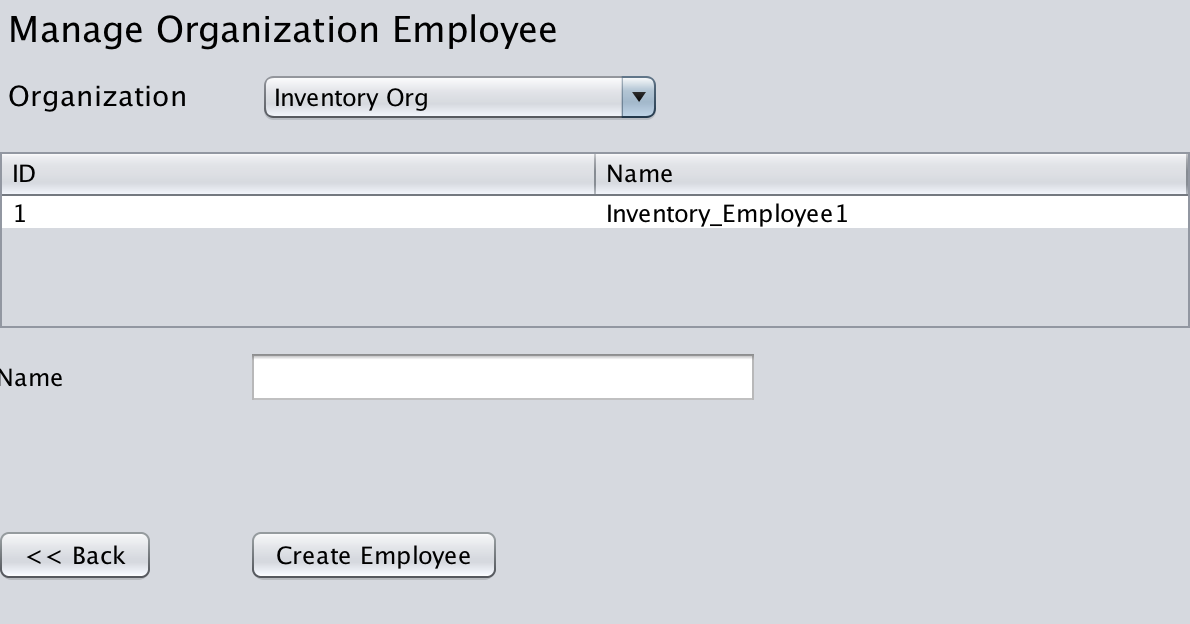 Manage Organization Employee
Organization Inventory Org
ID Name
1 Inventory_Employee1
Name
<< Back Create Employee